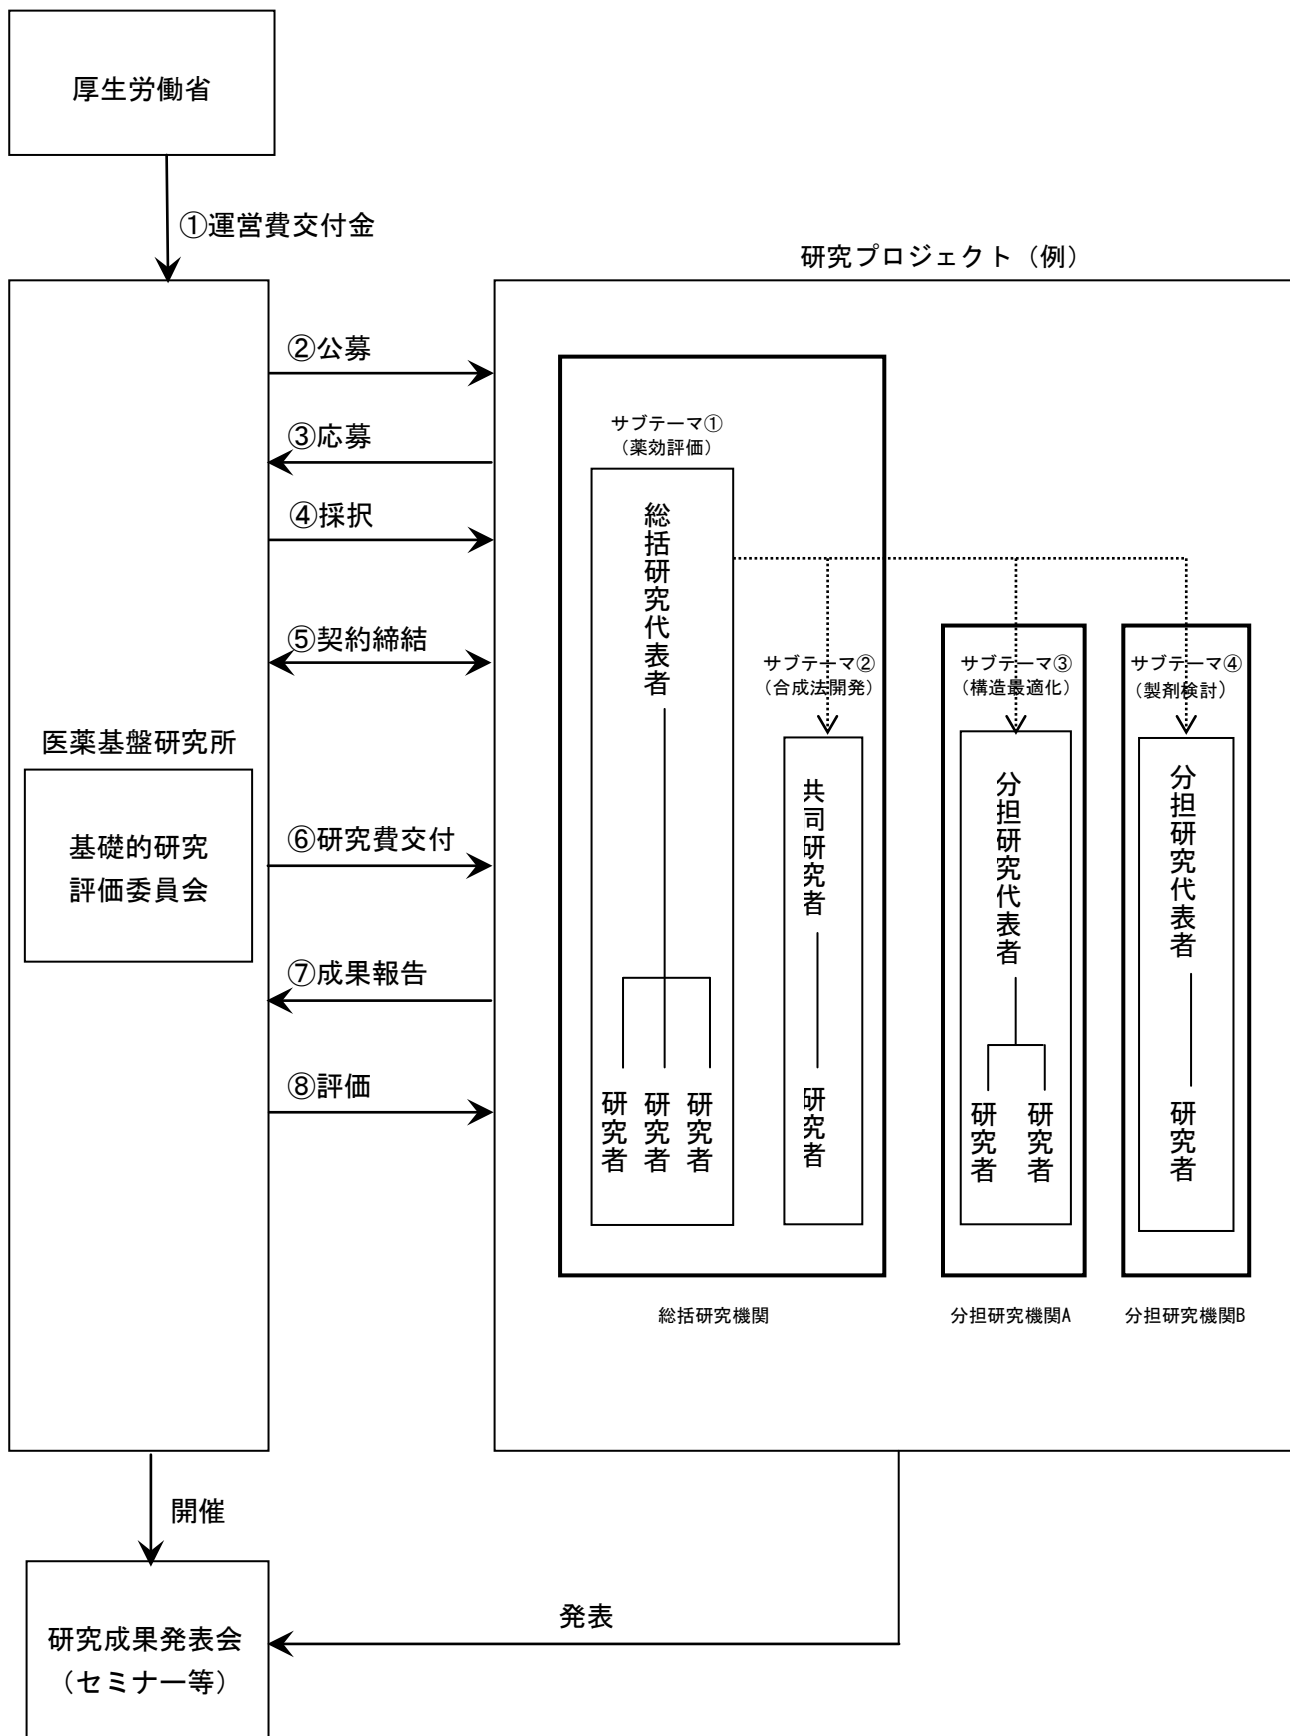 厚生労働省
①運営費交付金
研究プロジェクト（例）
②公募
③応募
④採択
⑤契約締結
医薬基盤研究所
基礎的研究
評価委員会
⑥研究費交付
⑦成果報告
⑧評価
サブテーマ①
（薬効評価）
総括研究代表者
研究者
研究者
研究者
サブテーマ②
（合成法開発）
共同研究者
研究者
総括研究機関
サブテーマ③
（構造最適化）
分担研究代表者
研究者
研究者
分担研究機関A
サブテーマ④
（製剤検討）
分担研究代表者
研究者
分担研究機関B
開催
発表
研究成果発表会
（セミナー等）